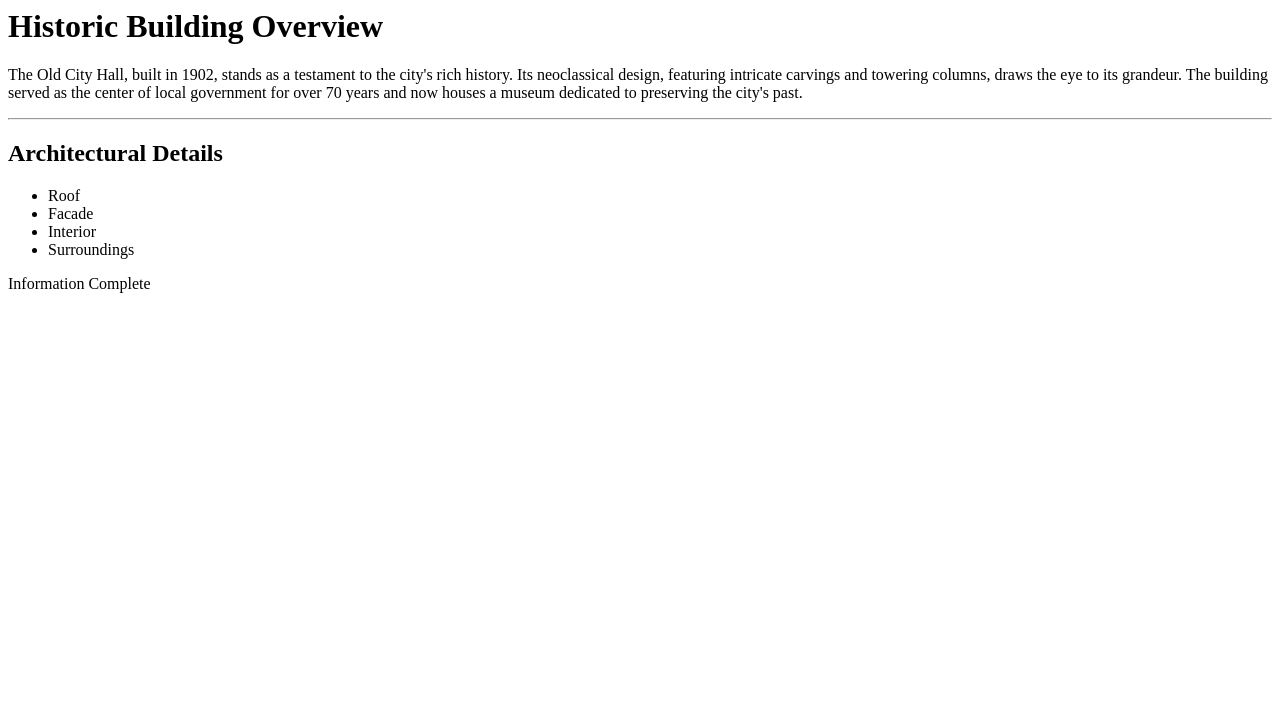 Historic Building Overview
The Old City Hall, built in 1902, stands as a testament to the city's rich history. Its neoclassical design, featuring intricate carvings and towering columns, draws the eye to its grandeur. The building
served as the center of local government for over 70 years and now houses a museum dedicated to preserving the city's past.
Architectural Details
• Roof
• Facade
• Interior
• Surroundings
Information Complete